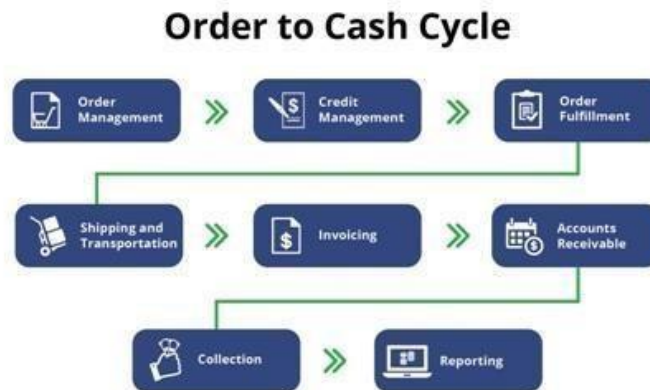 Order to Cash Cycle
Order
Management
Credit
Management
Order
Fulfillment
Shipping and
Transportation
Invoicing
Accounts
Receivable
Collection
Reporting